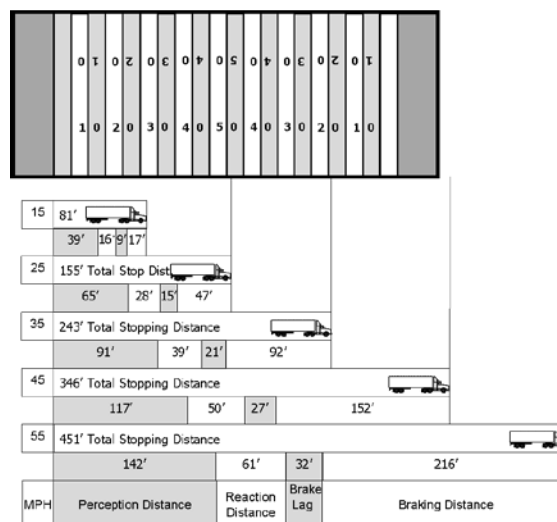 0 1 0 2 0 3 0 4 0 5 0 4 0 3 0 2 0 1
1 0 2 0 3 0 4 0 5 0 4 0 3 0 2 0 1 0
15 81′
39′ 16 9′ 17′
25 155′ Total Stop Dist
65′ 28′ 15′ 47′
35 243′ Total Stopping Distance
91′ 39′ 21′ 92′
45 346′ Total Stopping Distance
117′ 50′ 27′ 152′
55 451′ Total Stopping Distance
142′ 61′ 32′ 216′
MPH Perception Distance Reaction Distance Brake Lag Braking Distance